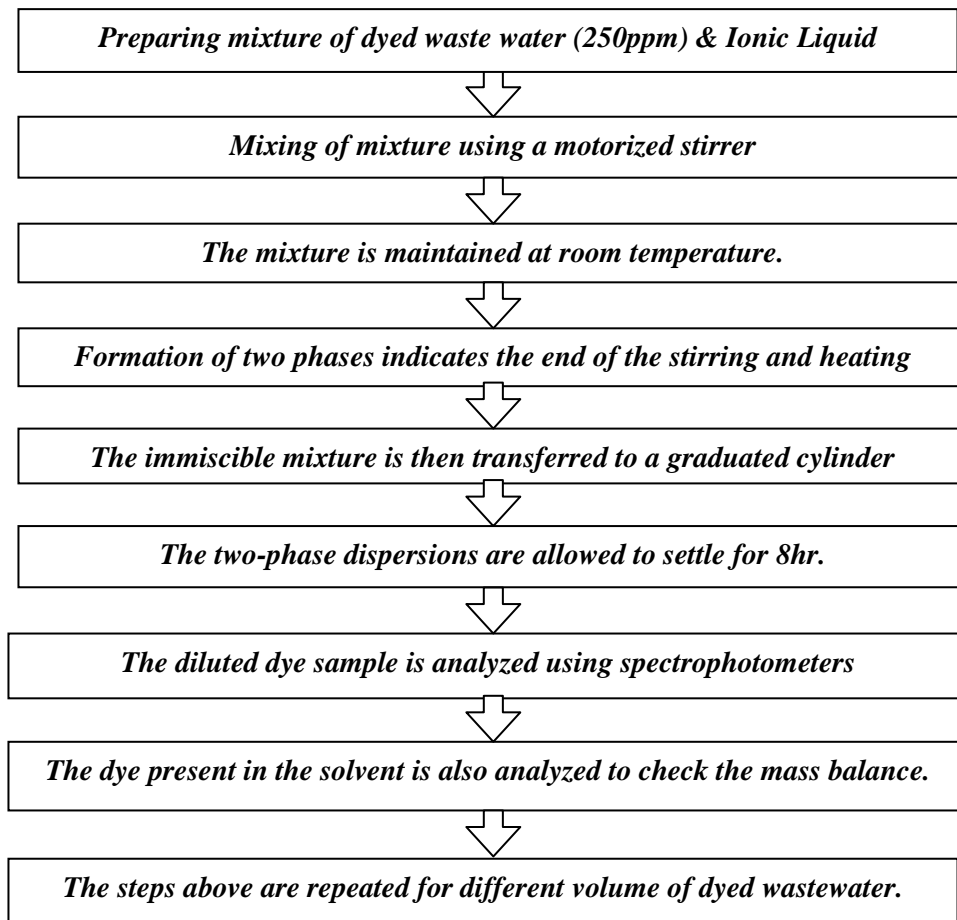 Preparing mixture of dyed waste water (250ppm) & Ionic Liquid
Mixing of mixture using a motorized stirrer
The mixture is maintained at room temperature.
Formation of two phases indicates the end of the stirring and heating
The immiscible mixture is then transferred to a graduated cylinder
The two-phase dispersions are allowed to settle for 8hr.
The diluted dye sample is analyzed using spectrophotometers
The dye present in the solvent is also analyzed to check the mass balance.
The steps above are repeated for different volume of dyed wastewater.